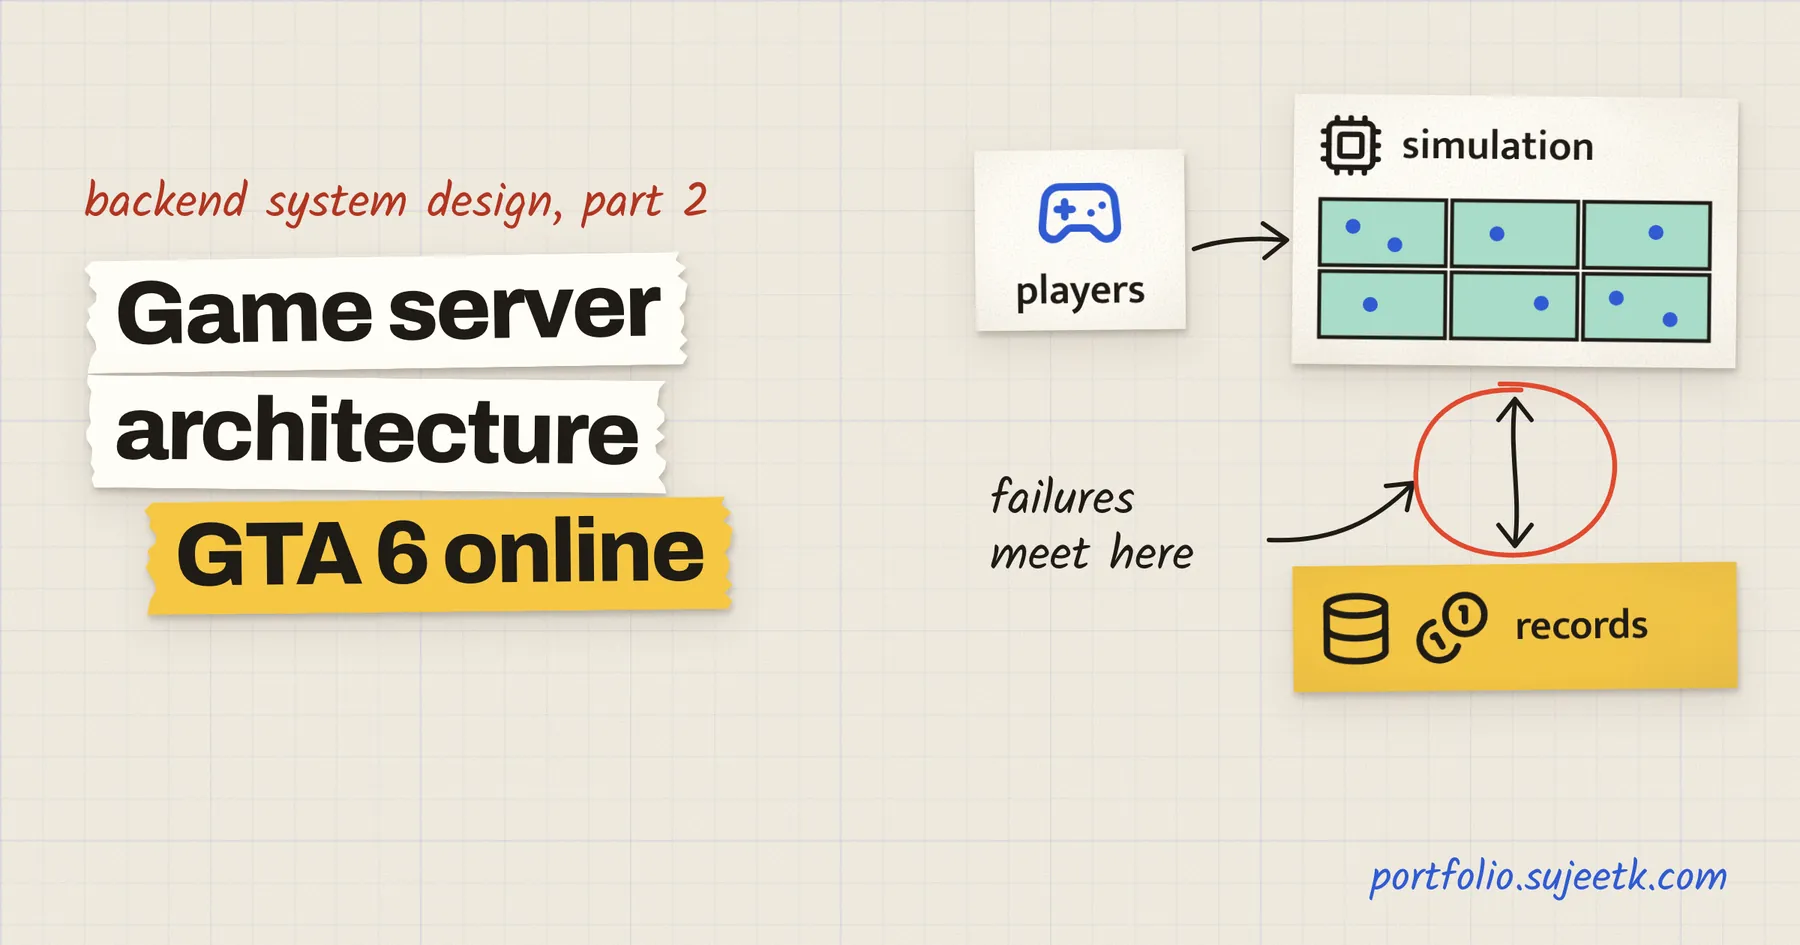 backend system design, part 2
Game server
architecture
GTA 6 online
players
simulation
failures
meet here
records
portfolio.sujeetk.com